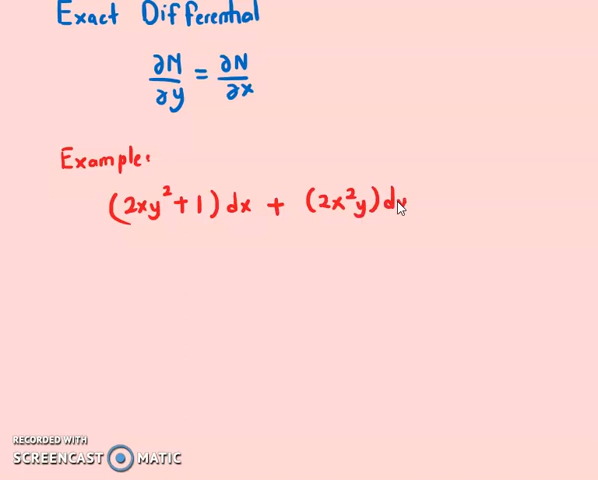 Exact Differential
∂N/∂y = ∂N/∂x
Example:
(2xy² + 1) dx + (2x²y) dy
RECORDED WITH
SCREENCAST MATIC